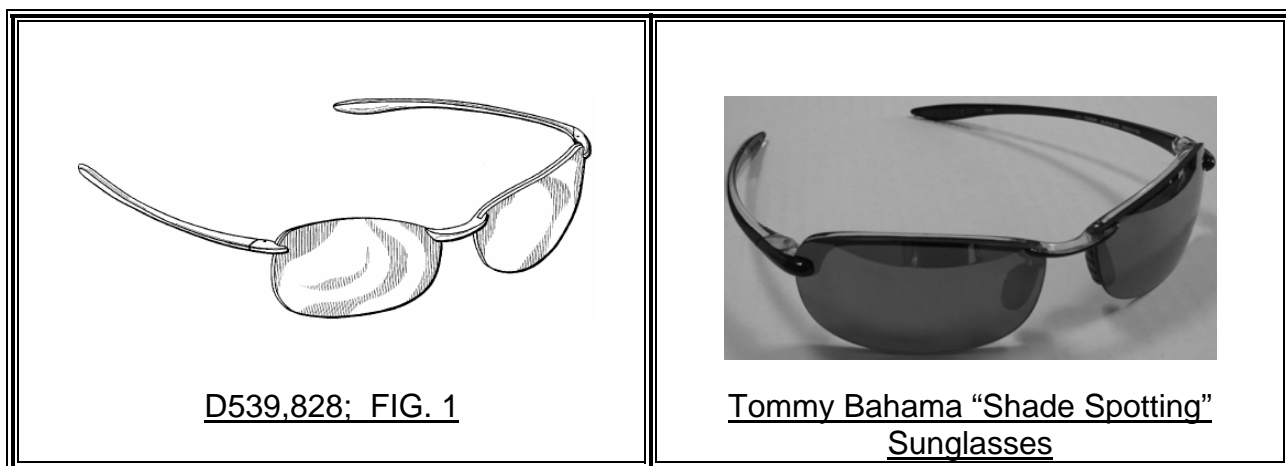 D539,828; FIG. 1
Tommy Bahama “Shade Spotting”
Sunglasses